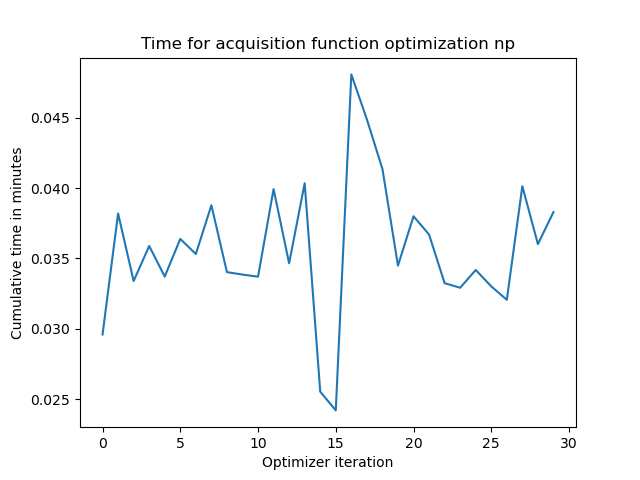 Time for acquisition function optimization np
Cumulative time in minutes
0.045
0.040
0.035
0.030
0.025
0 5 10 15 20 25 30
Optimizer iteration